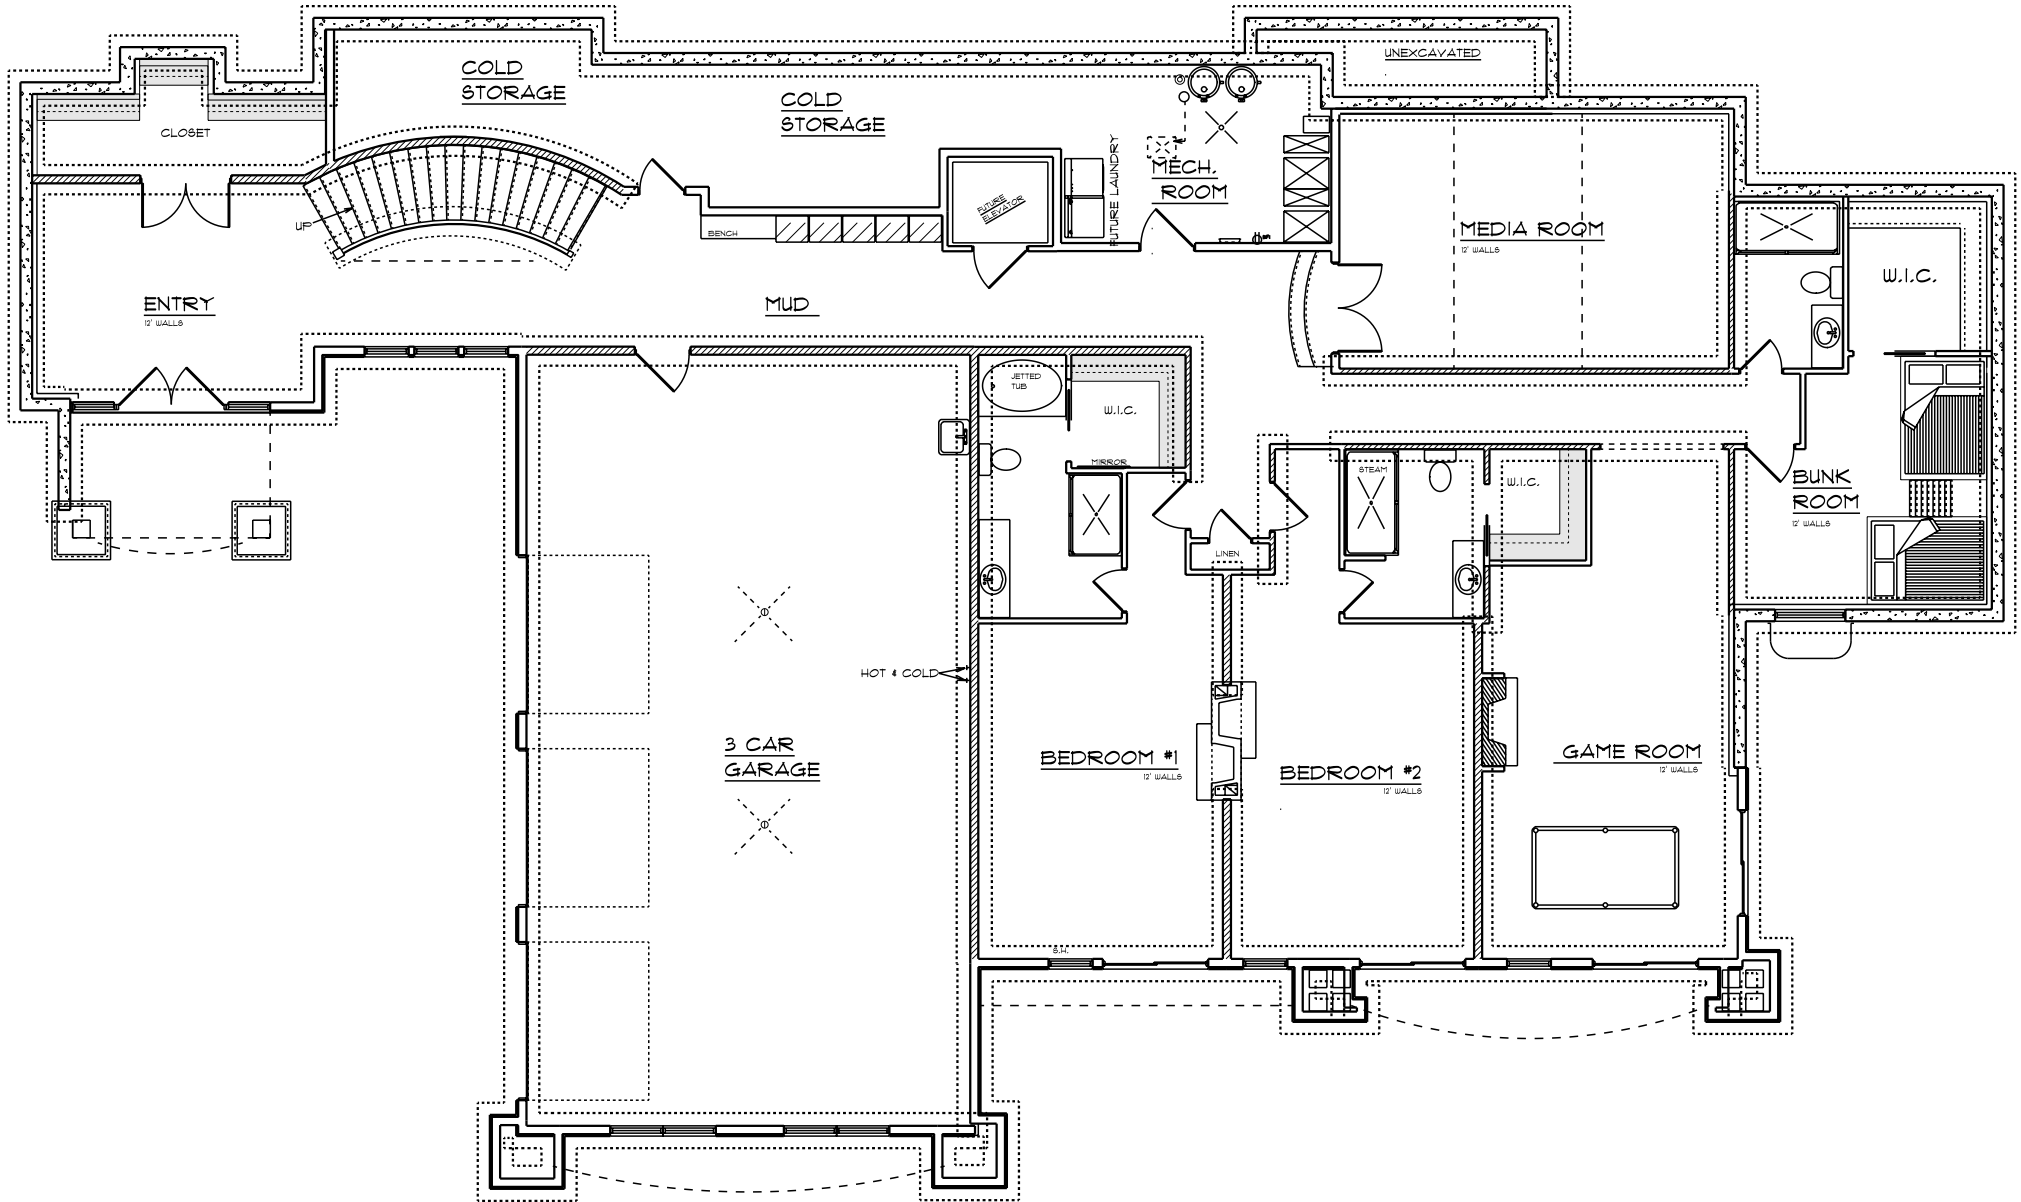 UNEXCAVATED
COLD
STORAGE
COLD
STORAGE
CLOSET
FUTURE LAUNDRY
MECH.
ROOM
FUTURE
ELEVATOR
UP
BENCH
MEDIA ROOM
12' WALLS
W.I.C.
ENTRY
12' WALLS
MUD
JETTED
TUB
W.I.C.
MIRROR
STEAM
W.I.C.
BUNK
ROOM
12' WALLS
LINEN
HOT & COLD
3 CAR
GARAGE
BEDROOM #1
12' WALLS
BEDROOM #2
12' WALLS
GAME ROOM
12' WALLS
S.H.